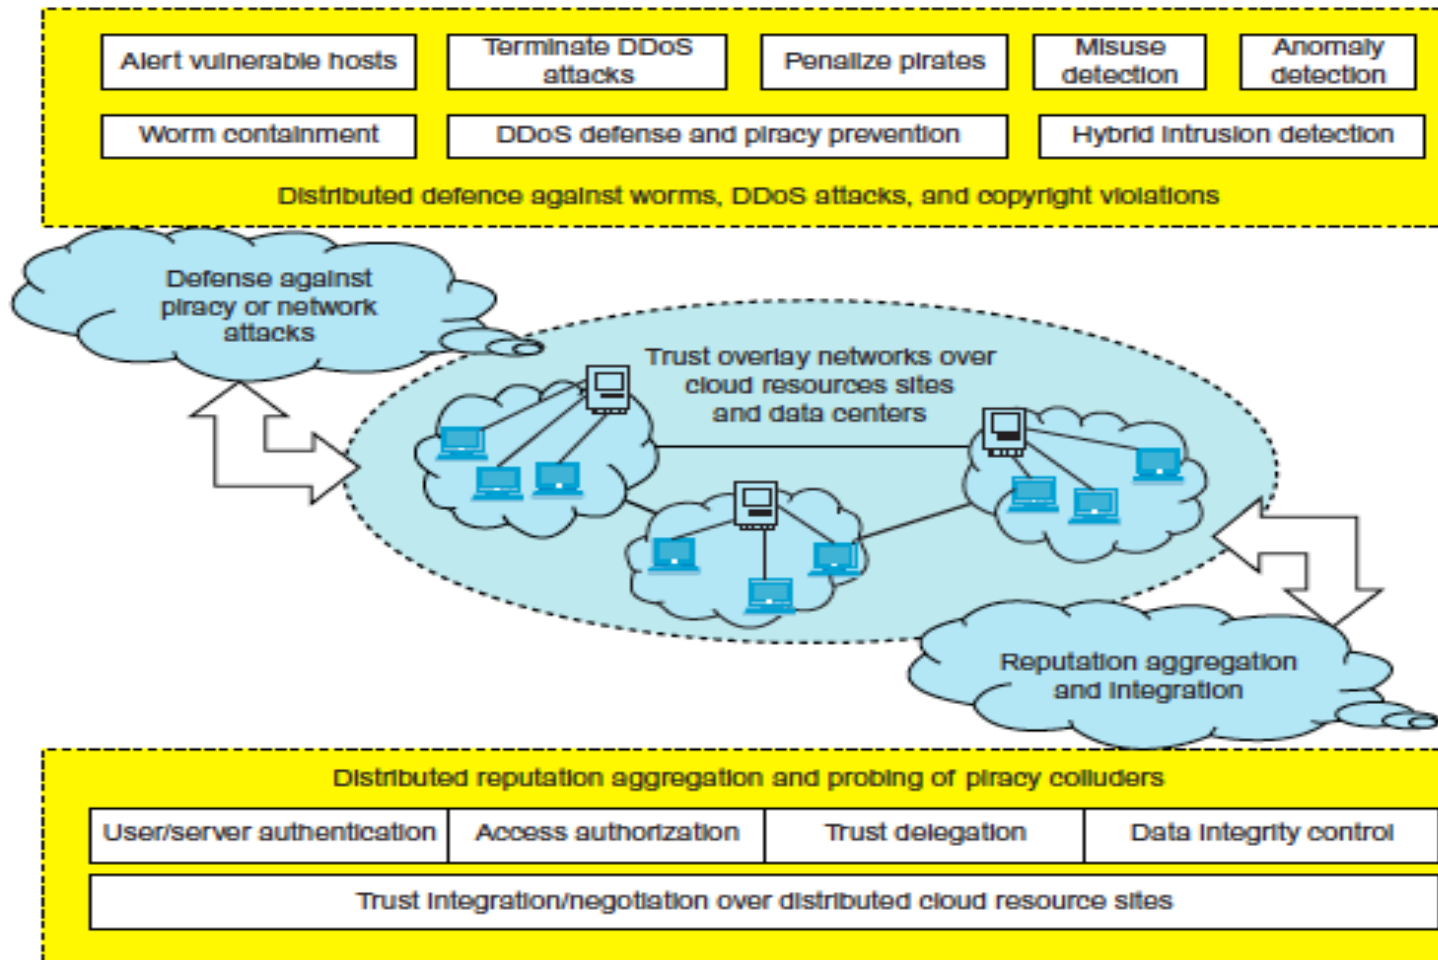 Alert vulnerable hosts
Terminate DDoS
attacks
Penalize pirates
Misuse
detection
Anomaly
detection
Worm containment
DDoS defense and piracy prevention
Hybrid intrusion detection
Distributed defence against worms, DDoS attacks, and copyright violations
Defense against
piracy or network
attacks
Trust overlay networks over
cloud resources sites
and data centers
Reputation aggregation
and integration
Distributed reputation aggregation and probing of piracy colluders
User/server authentication
Access authorization
Trust delegation
Data integrity control
Trust integration/negotiation over distributed cloud resource sites